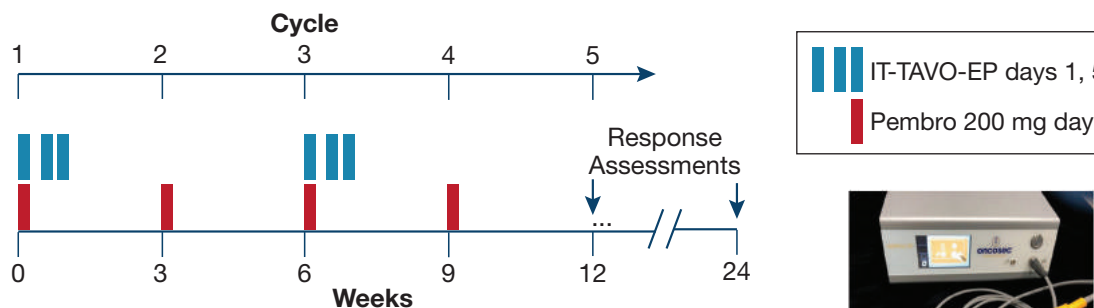 Cycle
1 2 3 4 5
IT-TAVO-EP days 1,
Pembro 200 mg day
Response
Assessments
...
oncosec
0 3 6 9 12 24
Weeks